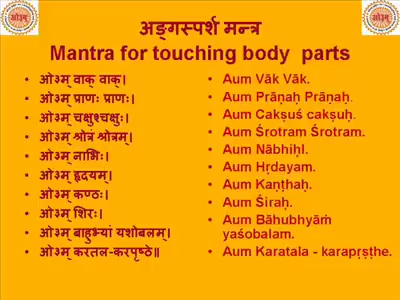 अङ्गस्पर्श मन्त्र
Mantra for touching body parts
• ओ३म् वाक् वाक्।
• ओ३म् प्राणः प्राणः।
• ओ३म् चक्षुश्चक्षुः।
• ओ३म् श्रोत्रं श्रोत्रम्।
• ओ३म् नाभिः।
• ओ३म् हृदयम्।
• ओ३म् कण्ठः।
• ओ३म् शिरः।
• ओ३म् बाहुभ्यां यशोबलम्।
• ओ३म् करतल-करपृष्ठे॥
• Aum Vāk Vāk.
• Aum Prāṇaḥ Prāṇaḥ.
• Aum Cakṣuś cakṣuḥ.
• Aum Śrotram Śrotram.
• Aum Nābhiḥl.
• Aum Hṛdayam.
• Aum Kaṇṭhaḥ.
• Aum Śiraḥ.
• Aum Bāhubhyāṁ
yaśobalam.
• Aum Karatala - karapṛṣṭhe.